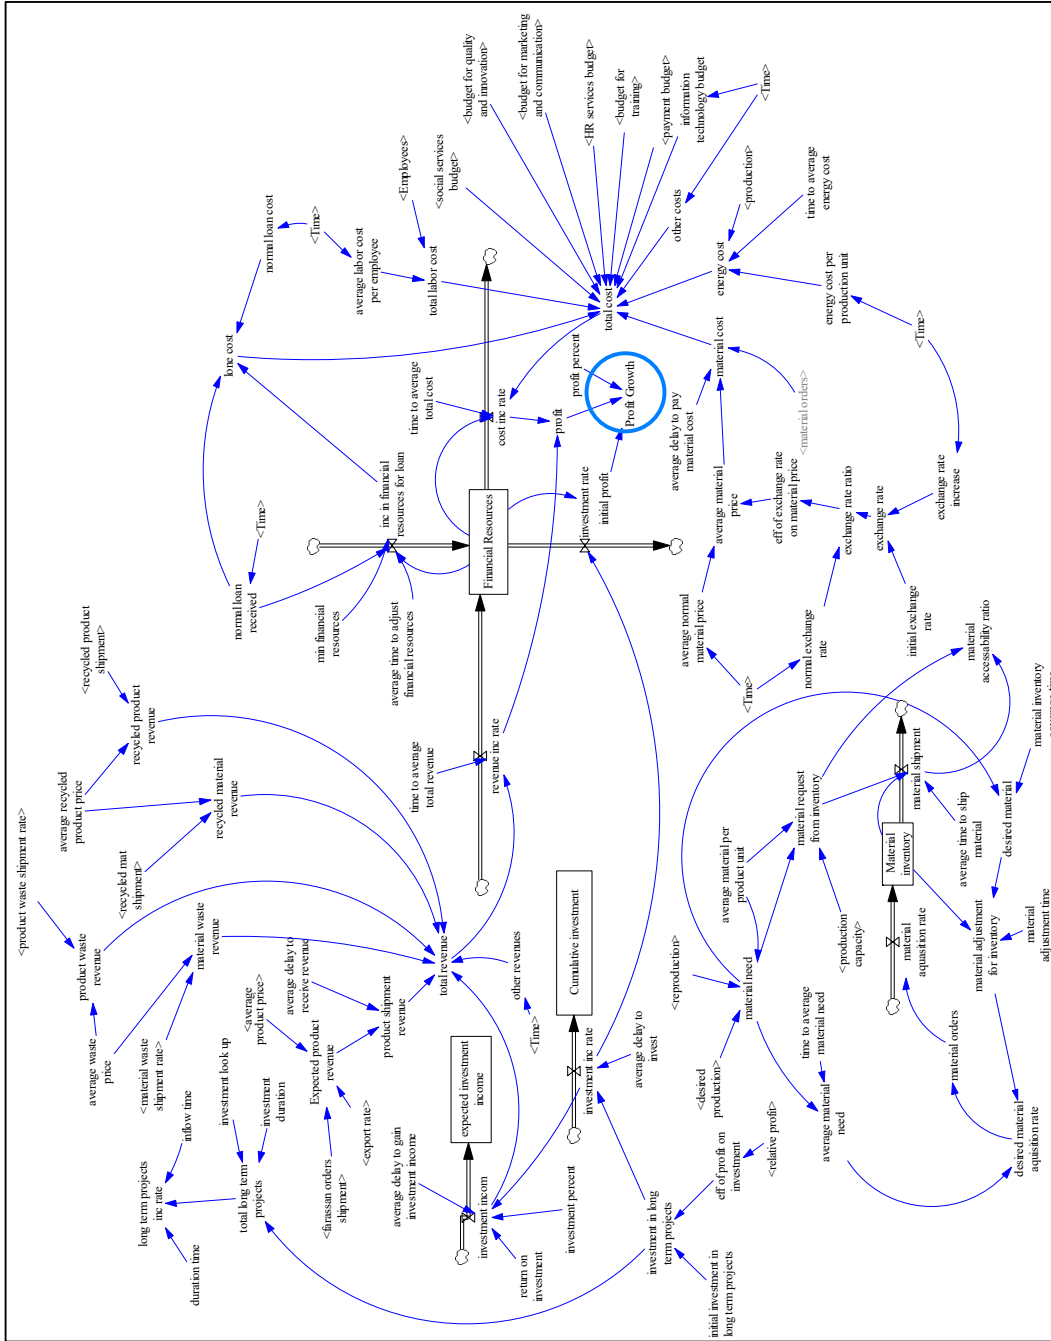 <product waste shipment rate>
product waste
revenue
average waste
price
<material waste
shipment rate>
material waste
revenue
average recycled
product price
<recycled product
shipment>
recycled product
revenue
<recycled mat
shipment>
recycled material
revenue
long term projects
inc rate
inflow time
duration time
total long term
projects
investment look up
investment
duration
<average
product price>
average delay to
receive revenue
Expected product
revenue
<farassan orders
shipment>
<export rate>
product shipment
revenue
total revenue
other revenues
<Time>
time to average
total revenue
revenue inc rate
average delay to gain
investment income
expected investment
income
investment incom
return on
investment
investment percent
Cumulative investment
investment inc rate
average delay to
invest
investment in long
term projects
initial investment in
long term projects
eff of profit on
investment
<relative profit>
normal loan
received
<Time>
min financial
resources
average time to adjust
financial resources
inc in financial
resources for loan
Financial Resources
lone cost
normal loan cost
<Time>
average labor cost
per employee
total labor cost
<Employees>
<social services
budget>
<budget for quality
and innovation>
<budget for marketing
and communication>
<HR services budget>
<budget for
training>
<payment budget>
information
technology budget
<Time>
other costs
total cost
time to average
total cost
cost inc rate
profit
profit percent
Profit Growth
initial profit
investment rate
energy cost
<production>
time to average
energy cost
energy cost per
production unit
<Time>
material cost
average delay to pay
material cost
<material orders>
average material
price
eff of exchange rate
on material price
exchange rate ratio
exchange rate
exchange rate
increase
average normal
material price
<Time>
normal exchange
rate
initial exchange
rate
material
accessability ratio
<reproduction>
average material per
product unit
material need
<desired
production>
material request
from inventory
<production
capacity>
time to average
material need
average material
need
Material
inventory
material shipment
average time to ship
material
material
aquasition rate
material orders
desired material
material inventory
material adjustment
for inventory
material
adjustment time
desired material
aquisition rate